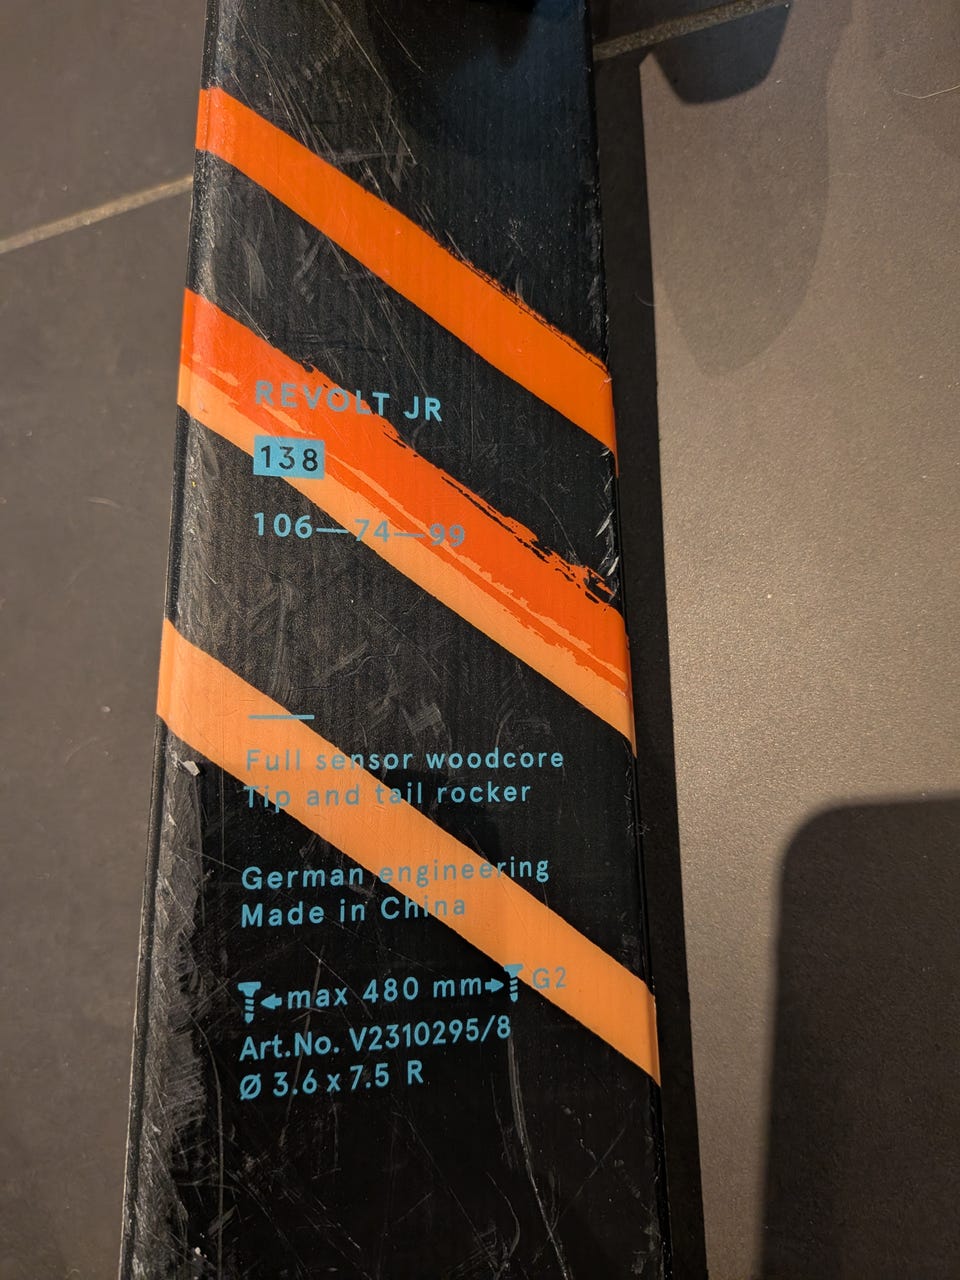 REVOLT JR
138
106—74—99
Full sensor woodcore
Tip and tail rocker
German engineering
Made in China
max 480 mm G2
Art.No. V2310295/8
Ø 3.6 x 7.5 R